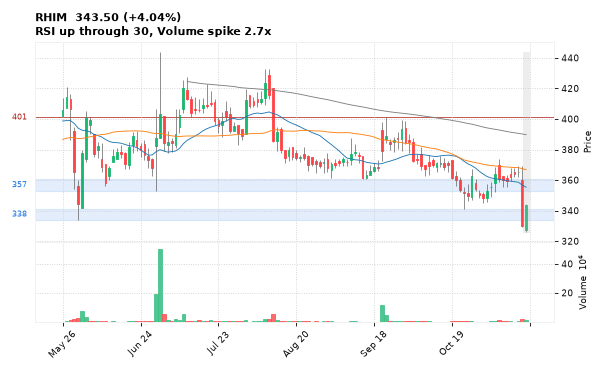 RHIM 343.50 (+4.04%)
RSI up through 30, Volume spike 2.7x
440
420
401
400
380
360
357
340
338
320
Price
40
20
Volume 10⁴
May 26
Jun 24
Jul 23
Aug 20
Sep 18
Oct 19